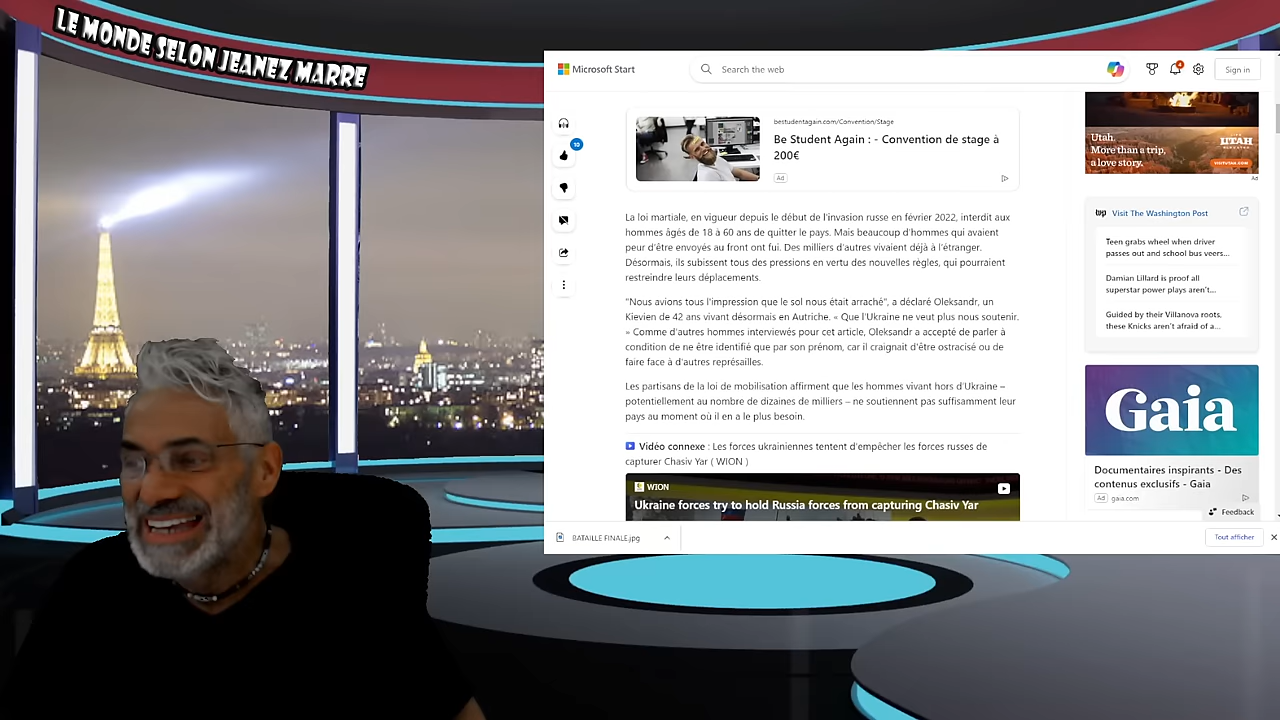 LE MONDE SELON JEANEZ MARRE
Microsoft Start
Search the web
4
Sign in
10
bestudentagain.com/Convention/Stage
Be Student Again : - Convention de stage à
200€
Ad
La loi martiale, en vigueur depuis le début de l'invasion russe en février 2022, interdit aux
hommes âgés de 18 à 60 ans de quitter le pays. Mais beaucoup d'hommes qui avaient
peur d'être envoyés au front ont fui. Des milliers d'autres vivaient déjà à l'étranger.
Désormais, ils subissent tous des pressions en vertu des nouvelles règles, qui pourraient
restreindre leurs déplacements.
"Nous avions tous l'impression que le sol nous était arraché", a déclaré Oleksandr, un
Kievien de 42 ans vivant désormais en Autriche. « Que l'Ukraine ne veut plus nous soutenir.
» Comme d'autres hommes interviewés pour cet article, Oleksandr a accepté de parler à
condition de ne être identifié que par son prénom, car il craignait d'être ostracisé ou de
faire face à d'autres représailles.
Les partisans de la loi de mobilisation affirment que les hommes vivant hors d'Ukraine –
potentiellement au nombre de dizaines de milliers – ne soutiennent pas suffisamment leur
pays au moment où il en a le plus besoin.
Vidéo connexe : Les forces ukrainiennes tentent d'empêcher les forces russes de
capturer Chasiv Yar ( WION )
WION
Ukraine forces try to hold Russia forces from capturing Chasiv Yar
Utah.
More than a trip,
a love story.
UTAH
VISITUTAH.COM
Ad
wp Visit The Washington Post
Teen grabs wheel when driver
passes out and school bus veers...
Damian Lillard is proof all
superstar power plays aren't...
Guided by their Villanova roots,
these Knicks aren't afraid of a...
Gaia
Documentaires inspirants - Des
contenus exclusifs - Gaia
Ad gaia.com
Feedback
BATAILLE FINALE.jpg
Tout afficher